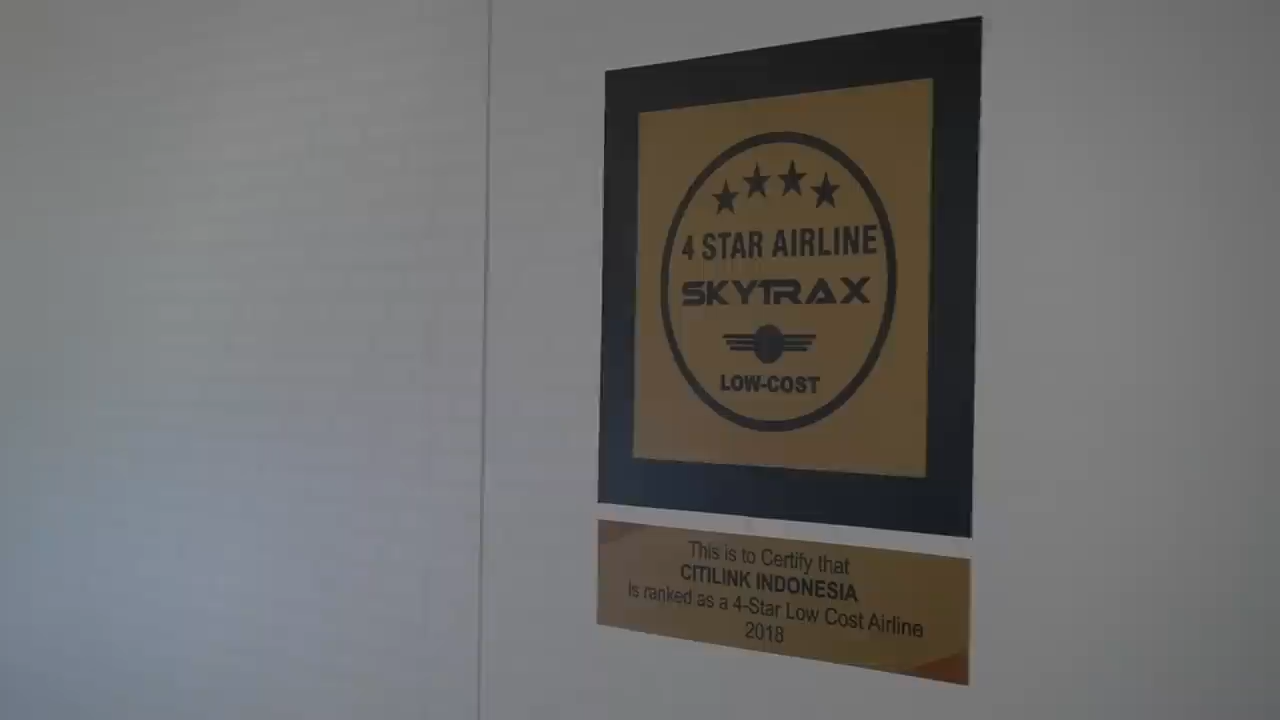 4 STAR AIRLINE
SKYTRAX
LOW-COST
This is to Certify that
CITILINK INDONESIA
Is ranked as a 4-Star Low Cost Airline
2018